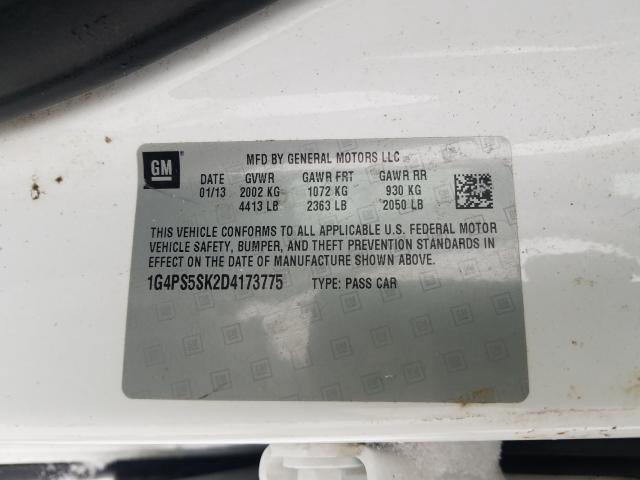 GM
MFD BY GENERAL MOTORS LLC
DATE GVWR GAWR FRT GAWR RR
01/13 2002 KG 1072 KG 930 KG
4413 LB 2363 LB 2050 LB
THIS VEHICLE CONFORMS TO ALL APPLICABLE U.S. FEDERAL MOTOR
VEHICLE SAFETY, BUMPER, AND THEFT PREVENTION STANDARDS IN
EFFECT ON THE DATE OF MANUFACTURE SHOWN ABOVE.
1G4PS5SK2D4173775 TYPE: PASS CAR